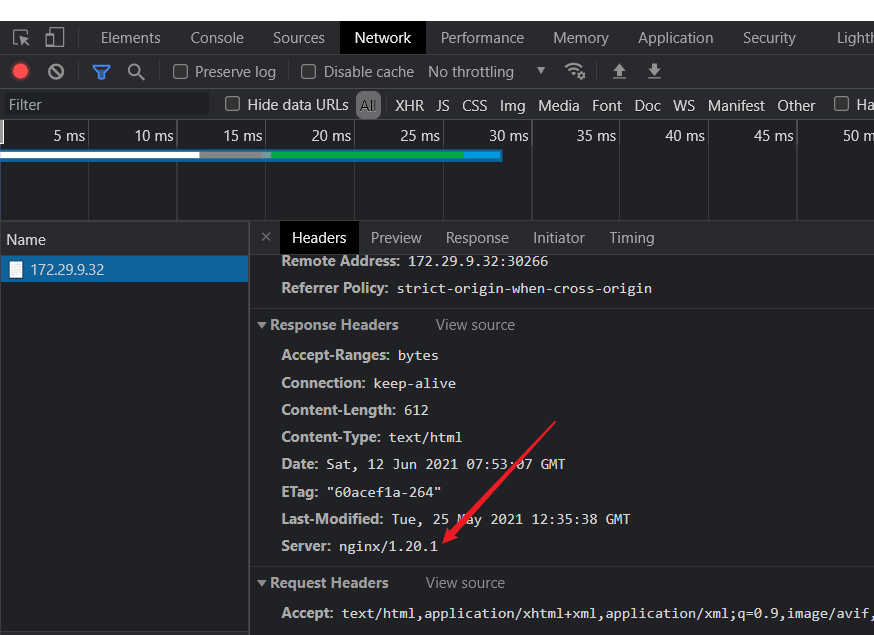 Elements Console Sources Network Performance Memory Application Security Lighth
Preserve log Disable cache No throttling
Filter Hide data URLs All XHR JS CSS Img Media Font Doc WS Manifest Other Ha
5 ms 10 ms 15 ms 20 ms 25 ms 30 ms 35 ms 40 ms 45 ms 50 m
Name
172.29.9.32
× Headers Preview Response Initiator Timing
Remote Address: 172.29.9.32:30266
Referrer Policy: strict-origin-when-cross-origin
Response Headers View source
Accept-Ranges: bytes
Connection: keep-alive
Content-Length: 612
Content-Type: text/html
Date: Sat, 12 Jun 2021 07:53:07 GMT
ETag: "60acef1a-264"
Last-Modified: Tue, 25 May 2021 12:35:38 GMT
Server: nginx/1.20.1
Request Headers View source
Accept: text/html,application/xhtml+xml,application/xml;q=0.9,image/avif,